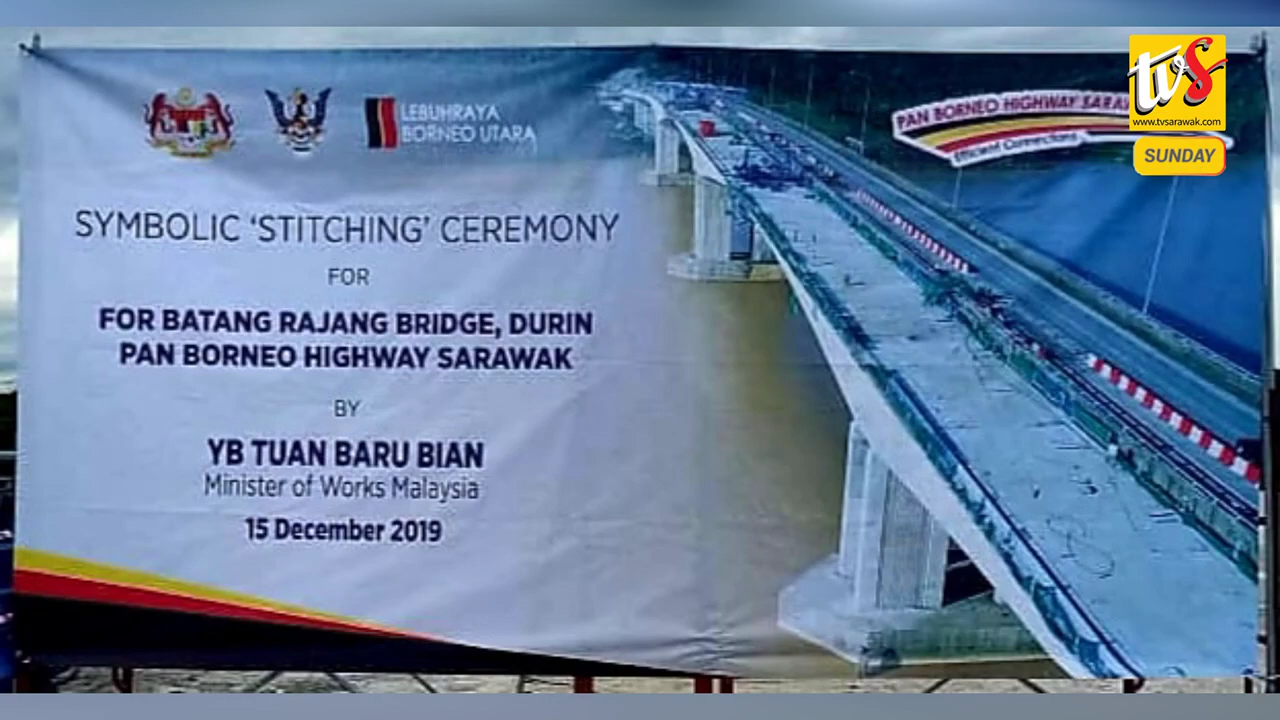 LEBUHRAYA
BORNEO UTARA
PAN BORNEO HIGHWAY
tvS
www.tvsarawak.com
SUNDAY
SYMBOLIC ‘STITCHING’ CEREMONY
FOR
FOR BATANG RAJANG BRIDGE, DURIN
PAN BORNEO HIGHWAY SARAWAK
BY
YB TUAN BARU BIAN
Minister of Works Malaysia
15 December 2019